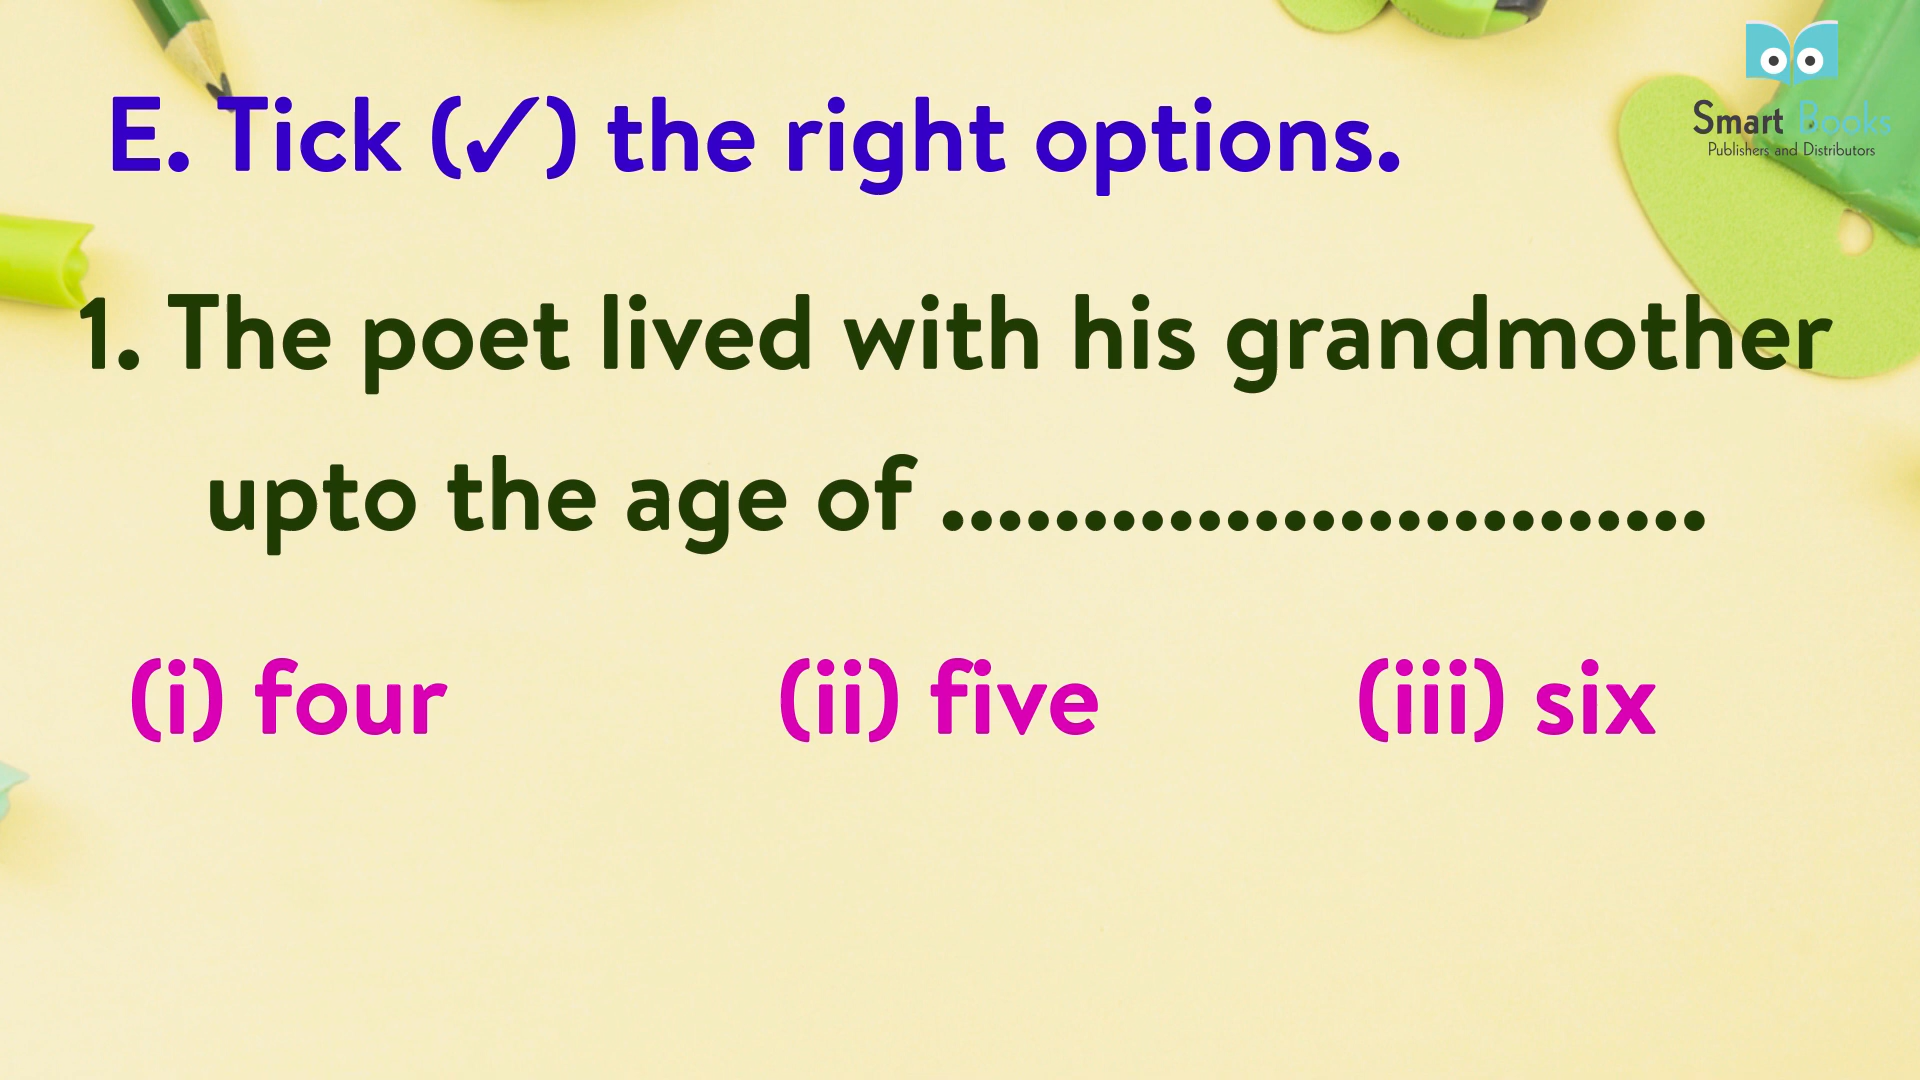 Smart Books
Publishers and Distributors
E. Tick (✓) the right options.
1. The poet lived with his grandmother
upto the age of ...........................
(i) four (ii) five (iii) six